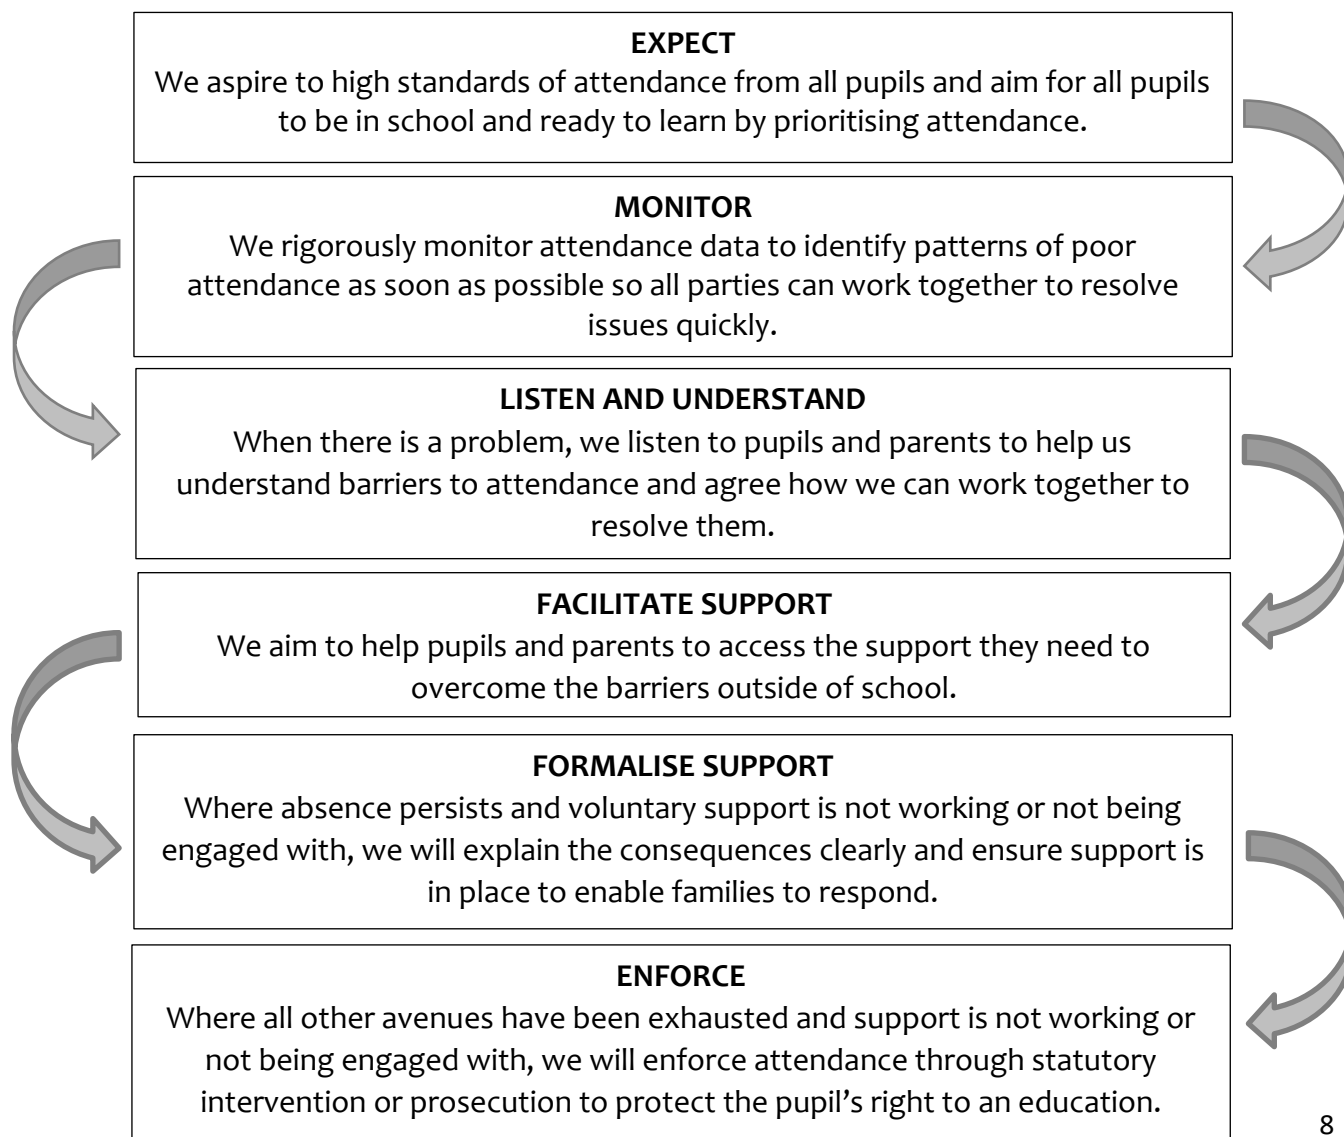 EXPECT
We aspire to high standards of attendance from all pupils and aim for all pupils
to be in school and ready to learn by prioritising attendance.
MONITOR
We rigorously monitor attendance data to identify patterns of poor
attendance as soon as possible so all parties can work together to resolve
issues quickly.
LISTEN AND UNDERSTAND
When there is a problem, we listen to pupils and parents to help us
understand barriers to attendance and agree how we can work together to
resolve them.
FACILITATE SUPPORT
We aim to help pupils and parents to access the support they need to
overcome the barriers outside of school.
FORMALISE SUPPORT
Where absence persists and voluntary support is not working or not being
engaged with, we will explain the consequences clearly and ensure support is
in place to enable families to respond.
ENFORCE
Where all other avenues have been exhausted and support is not working or
not being engaged with, we will enforce attendance through statutory
intervention or prosecution to protect the pupil’s right to an education.
8